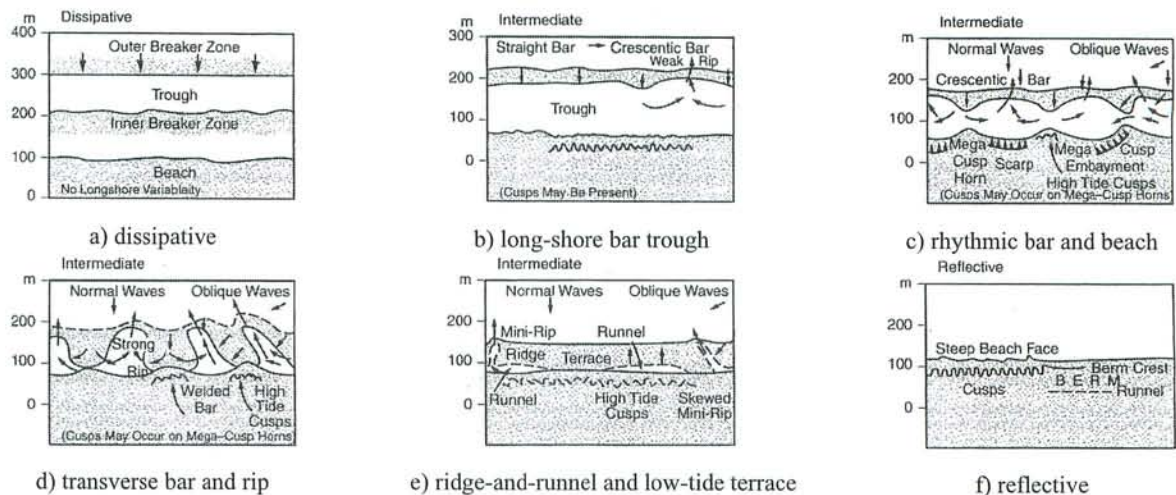 Dissipative
m
400
300
200
100
0
Outer Breaker Zone
Trough
Inner Breaker Zone
Beach
No Longshore Variablaity
a) dissipative
Intermediate
m
300
200
100
0
Straight Bar → Crescentic Bar
Weak Rip
Trough
(Cusps May Be Present)
b) long-shore bar trough
Intermediate
m
200
100
0
Normal Waves Oblique Waves
Crescentic Bar
Mega Cusp Horn
Scarp
Mega Cusp Embayment
High Tide Cusps
(Cusps May Occur on Mega-Cusp Horns)
c) rhythmic bar and beach
Intermediate
m
200
100
0
Normal Waves Oblique Waves
Strong
Rip
Welded Bar
High Tide Cusps
(Cusps May Occur on Mega–Cusp Horns
d) transverse bar and rip
Intermediate
m
200
100
0
Normal Waves Oblique Waves
Mini-Rip Runnel
Ridge Terrace
Runnel
High Tide Cusps
Skewed Mini-Rip
e) ridge-and-runnel and low-tide terrace
Reflective
m
200
100
0
Steep Beach Face
Berm Crest
Cusps
B E R M
Runnel
f) reflective